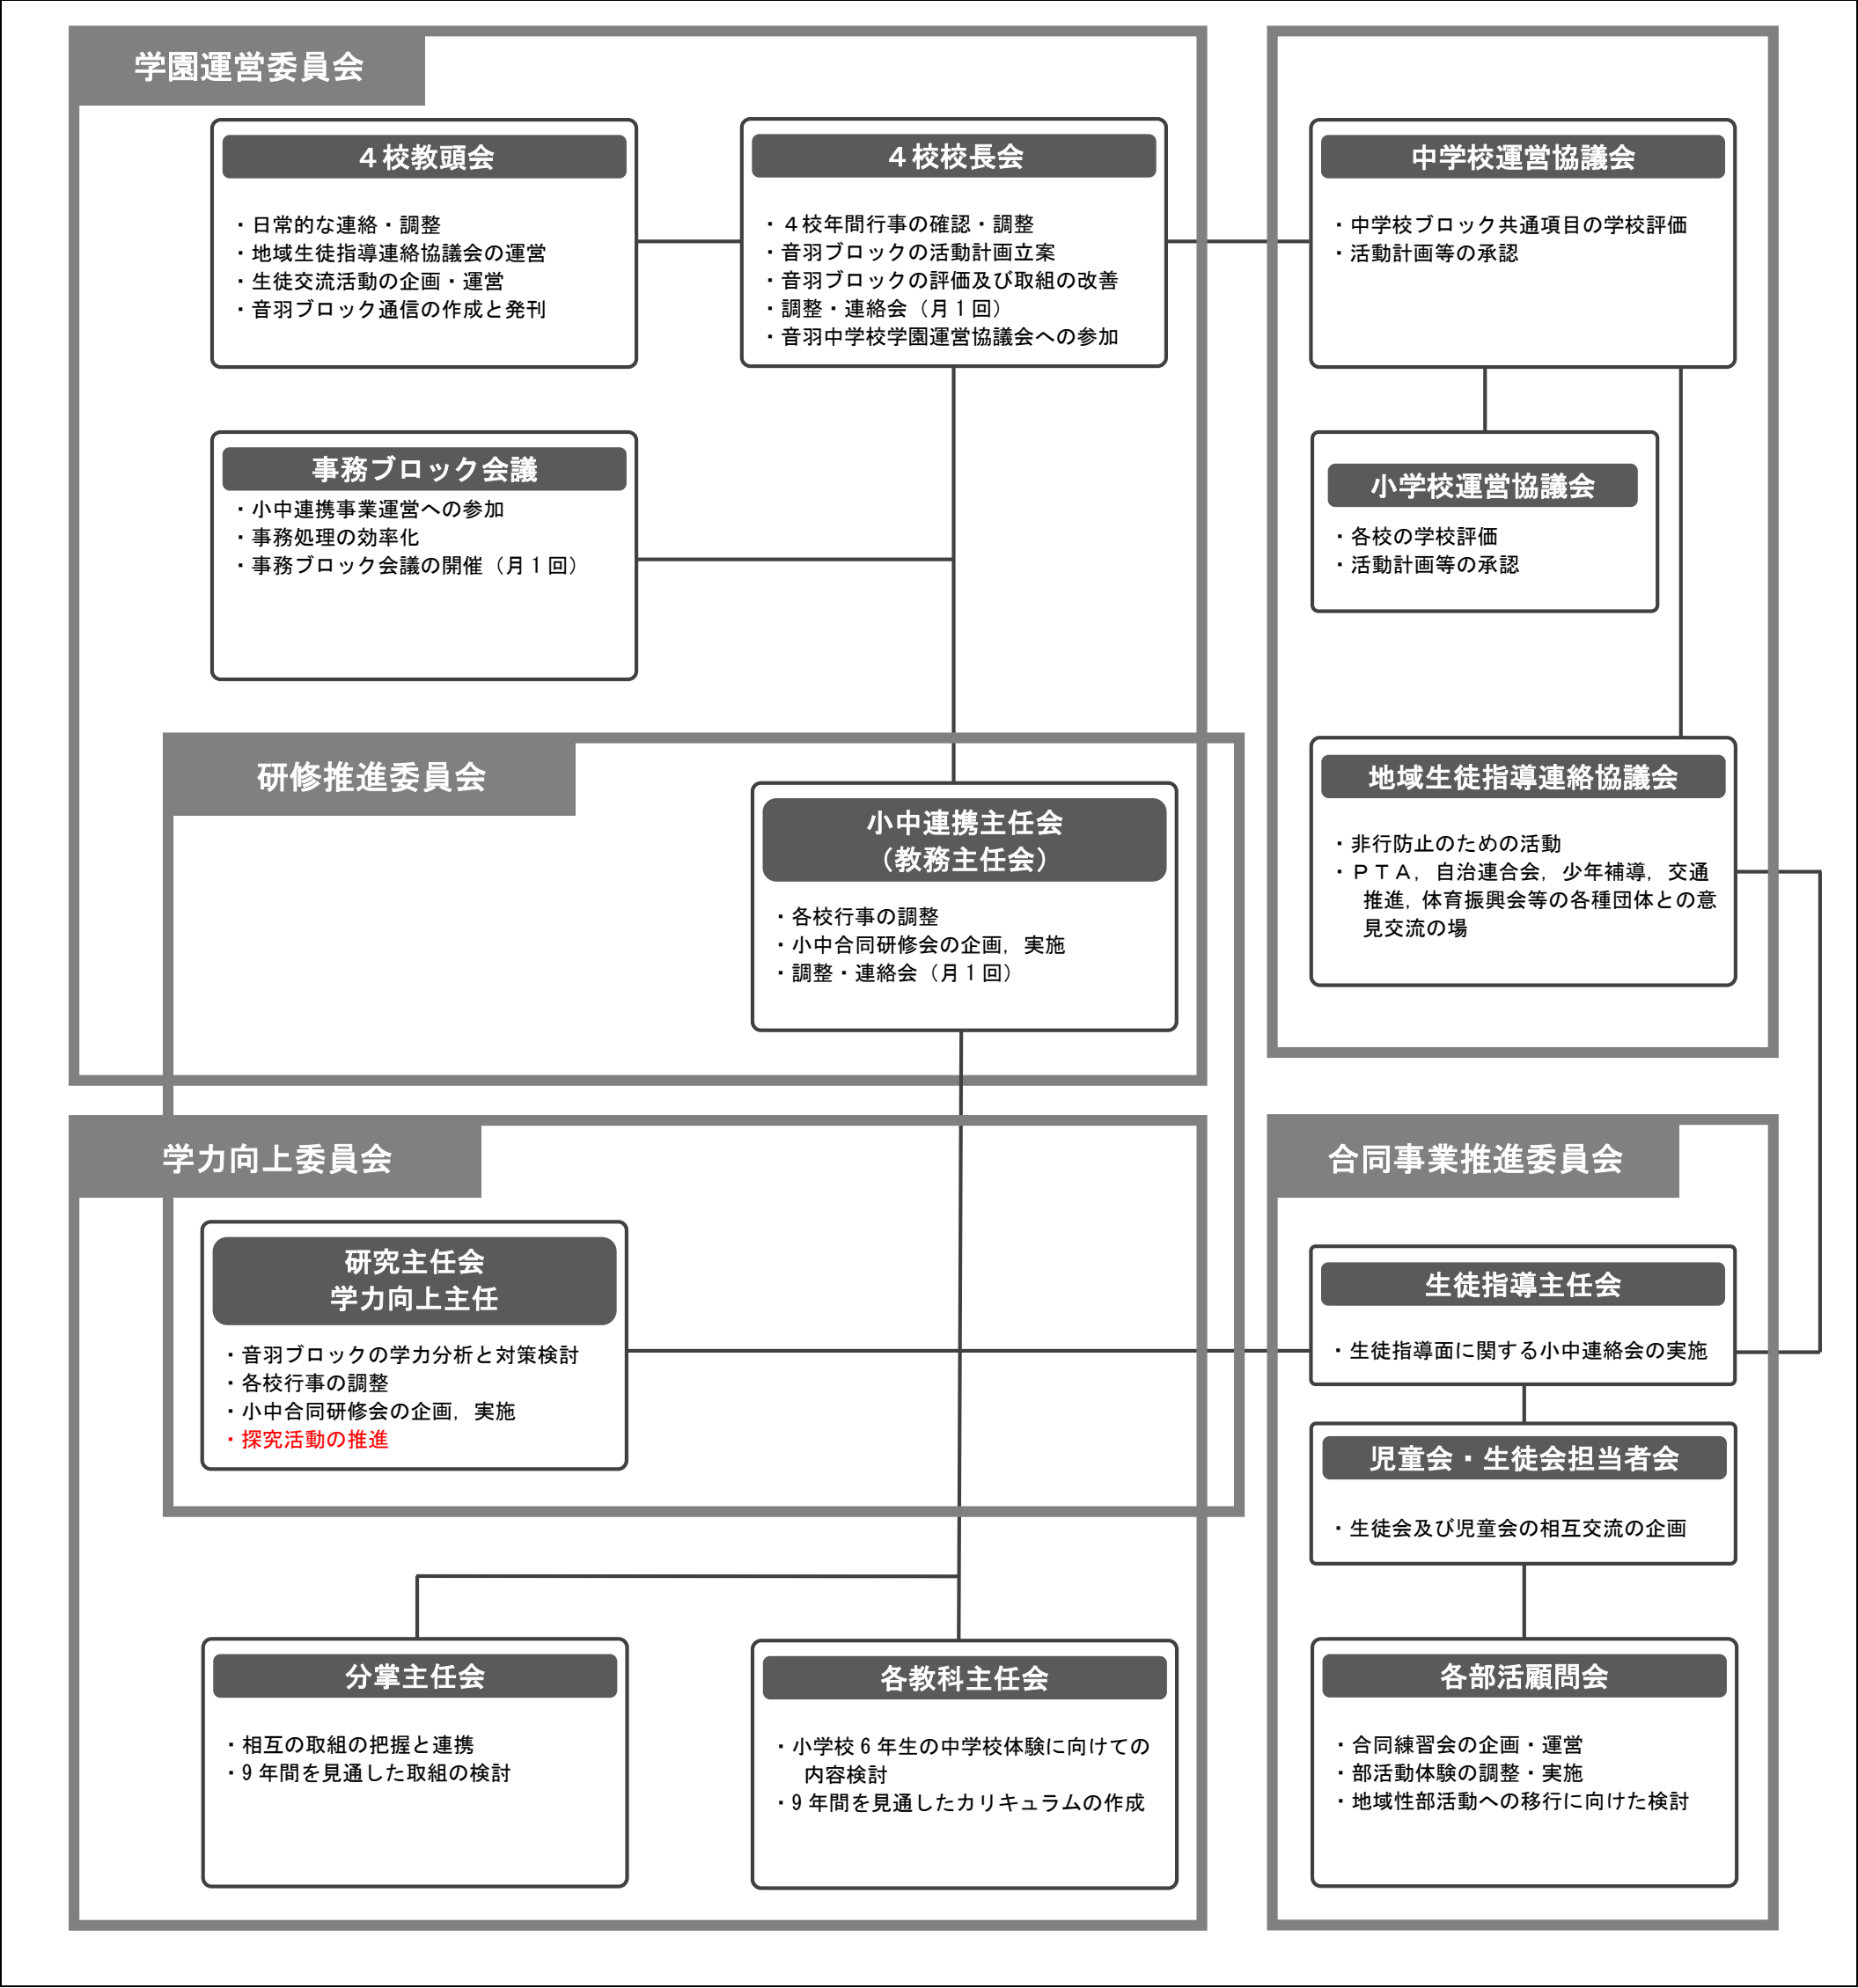 学園運営委員会
４校教頭会
・日常的な連絡・調整
・地域生徒指導連絡協議会の運営
・生徒交流活動の企画・運営
・音羽ブロック通信の作成と発刊
４校校長会
・４校年間行事の確認・調整
・音羽ブロックの活動計画立案
・音羽ブロックの評価及び取組の改善
・調整・連絡会（月１回）
・音羽中学校学園運営協議会への参加
中学校運営協議会
・中学校ブロック共通項目の学校評価
・活動計画等の承認
事務ブロック会議
・小中連携事業運営への参加
・事務処理の効率化
・事務ブロック会議の開催（月１回）
小学校運営協議会
・各校の学校評価
・活動計画等の承認
研修推進委員会
小中連携主任会
（教務主任会）
・各校行事の調整
・小中合同研修会の企画，実施
・調整・連絡会（月１回）
地域生徒指導連絡協議会
・非行防止のための活動
・ＰＴＡ，自治連合会，少年補導，交通
推進，体育振興会等の各種団体との意
見交流の場
学力向上委員会
研究主任会
学力向上主任
・音羽ブロックの学力分析と対策検討
・各校行事の調整
・小中合同研修会の企画，実施
・探究活動の推進
合同事業推進委員会
生徒指導主任会
・生徒指導面に関する小中連絡会の実施
児童会・生徒会担当者会
・生徒会及び児童会の相互交流の企画
分掌主任会
・相互の取組の把握と連携
・9年間を見通した取組の検討
各教科主任会
・小学校6年生の中学校体験に向けての
内容検討
・9年間を見通したカリキュラムの作成
各部活顧問会
・合同練習会の企画・運営
・部活動体験の調整・実施
・地域性部活動への移行に向けた検討